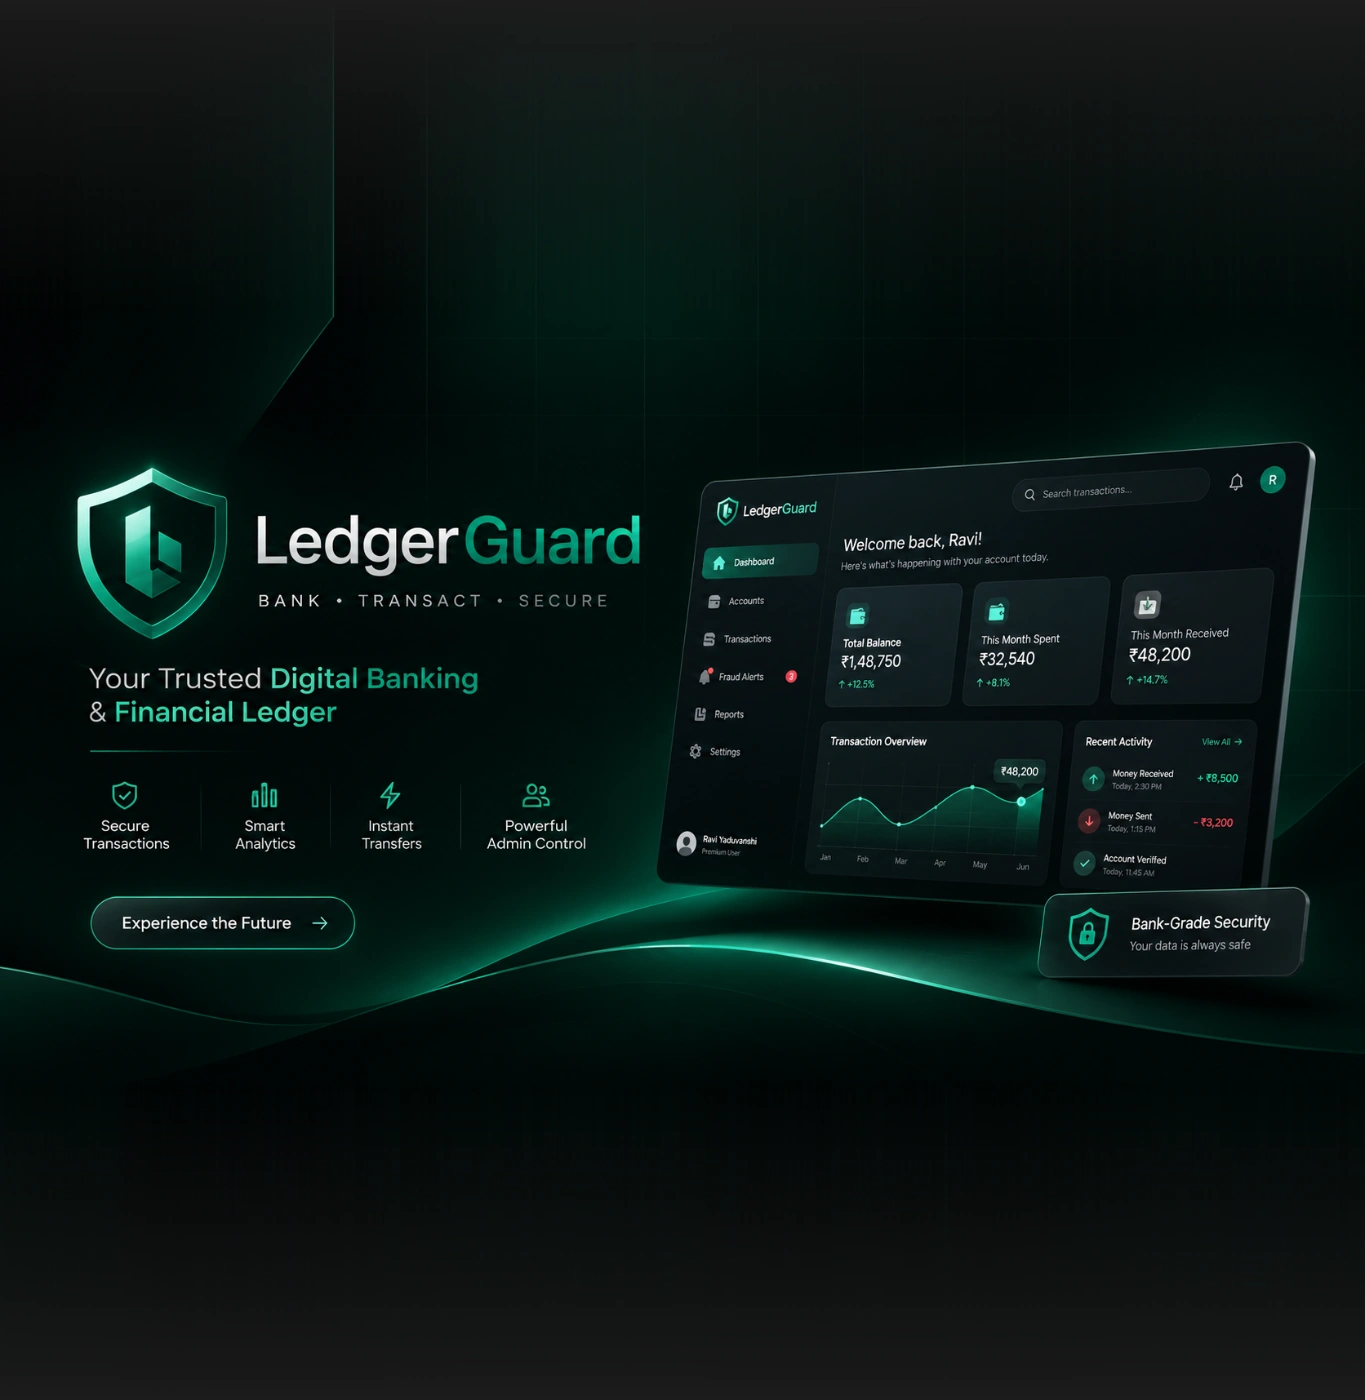 LedgerGuard
BANK • TRANSACT • SECURE
Your Trusted Digital Banking
& Financial Ledger
Secure
Transactions
Smart
Analytics
Instant
Transfers
Powerful
Admin Control
Experience the Future →
LedgerGuard
Search transactions...
R
Dashboard
Accounts
Transactions
Fraud Alerts 3
Reports
Settings
Ravi Yaduvanshi
Premium User
Welcome back, Ravi!
Here's what's happening with your account today.
Total Balance
₹1,48,750
↑ +12.5%
This Month Spent
₹32,540
↑ +8.1%
This Month Received
₹48,200
↑ +14.7%
Transaction Overview
₹48,200
Jan Feb Mar Apr May Jun
Recent Activity View All →
Money Received + ₹8,500
Today, 2:30 PM
Money Sent - ₹3,200
Today, 1:15 PM
Account Verified
Today, 11:45 AM
Bank-Grade Security
Your data is always safe